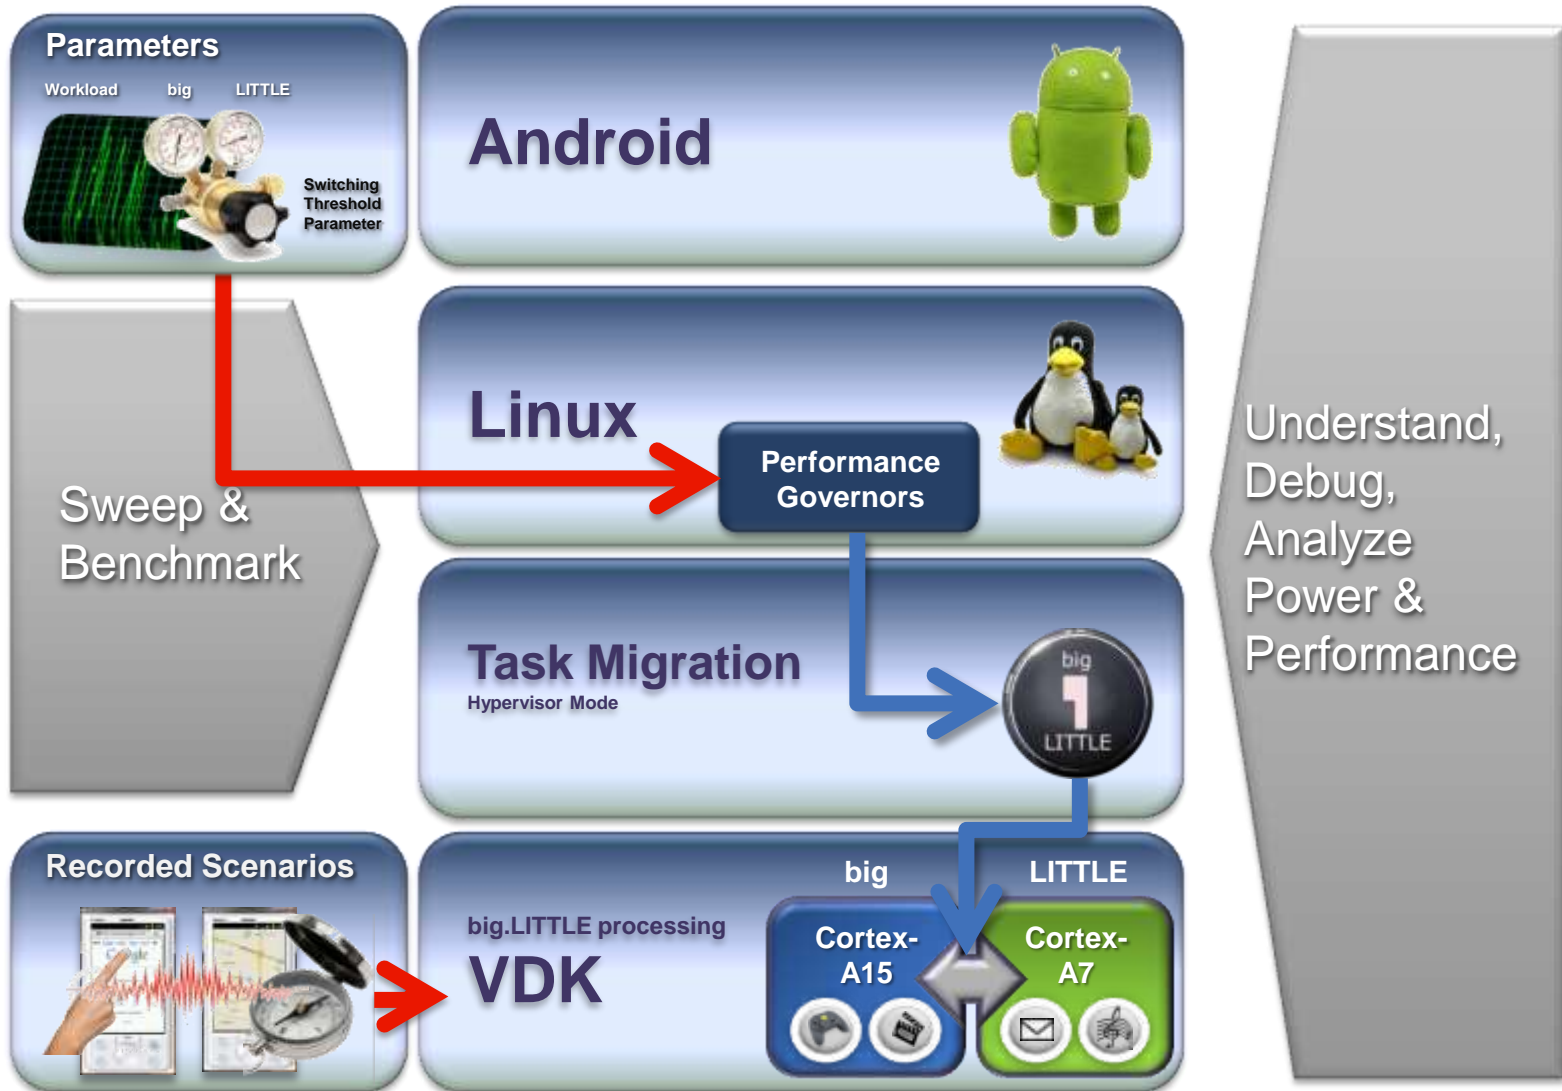 Parameters
Workload big LITTLE
Switching
Threshold
Parameter
Android
Linux
Performance
Governors
Sweep &
Benchmark
Understand,
Debug,
Analyze
Power &
Performance
Task Migration
Hypervisor Mode
big
LITTLE
Recorded Scenarios
big.LITTLE processing
VDK
big LITTLE
Cortex-
A15
Cortex-
A7